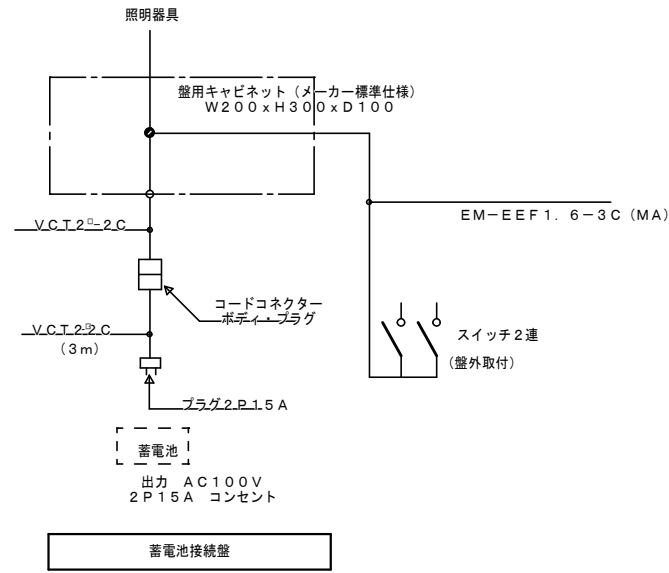 照明器具
盤用キャビネット（メーカー標準仕様）
W200xH300xD100
EM-EEF1.6-3C（MA）
VCT2□-2C
コードコネクター
ボディ・プラグ
VCT2□-2C
（3m）
スイッチ2連
（盤外取付）
プラグ2P15A
蓄電池
出力 AC100V
2P15A コンセント
蓄電池接続盤